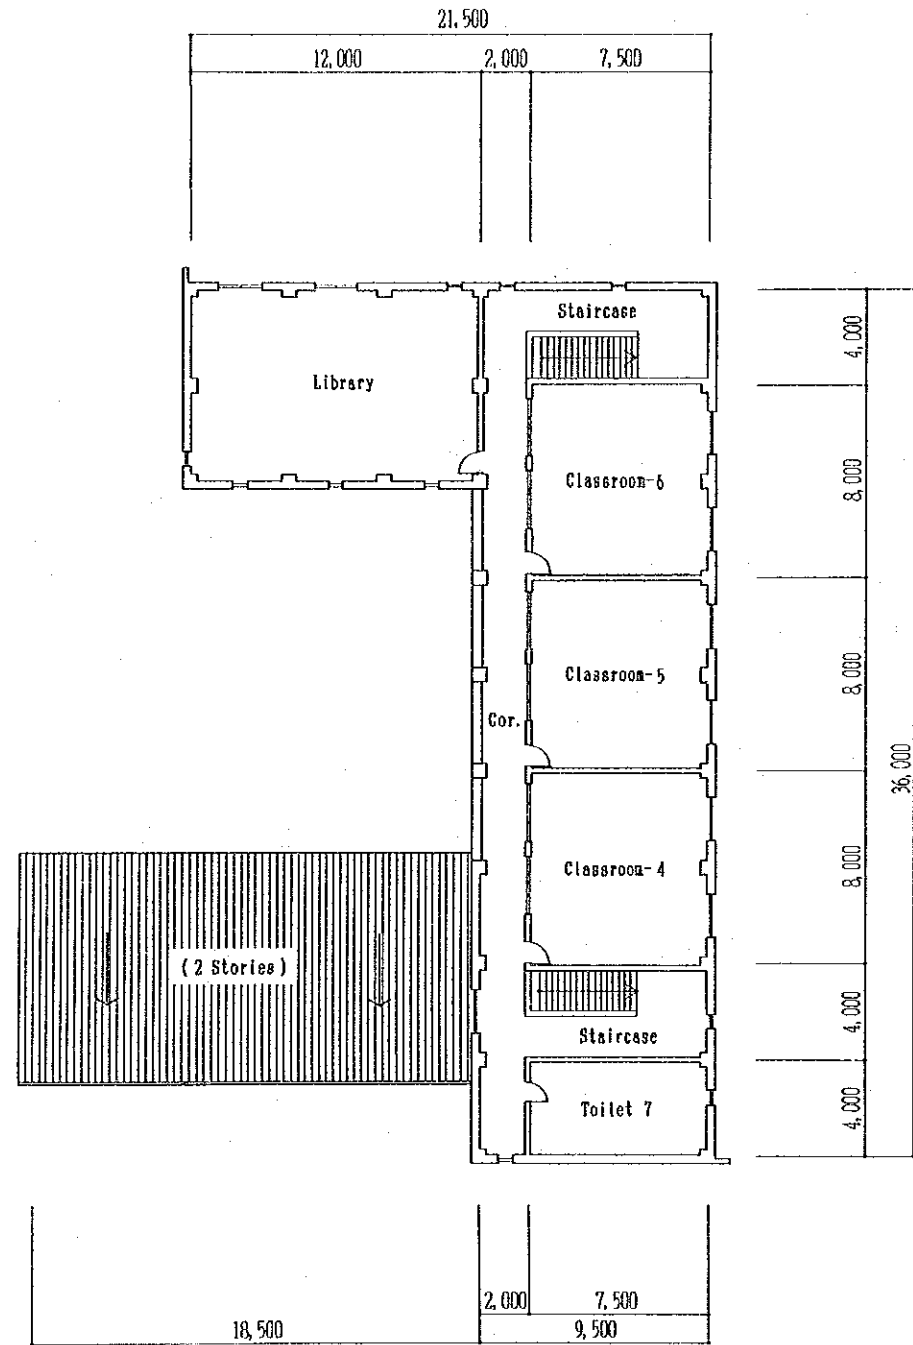 21,500
12,000
2,000
7,500
Staircase
4,000
Library
Classroom-6
8,000
Classroom-5
8,000
Cor.
36,000
Classroom-4
8,000
(2 Stories)
Staircase
4,000
Toilet 7
4,000
2,000
7,500
18,500
9,500